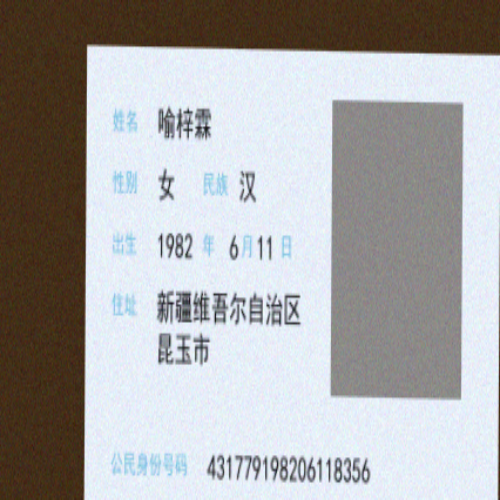 姓名 喻梓霖
性别 女 民族 汉
出生 1982 年 6月11 日
住址 新疆维吾尔自治区
昆玉市
公民身份号码 431779198206118356